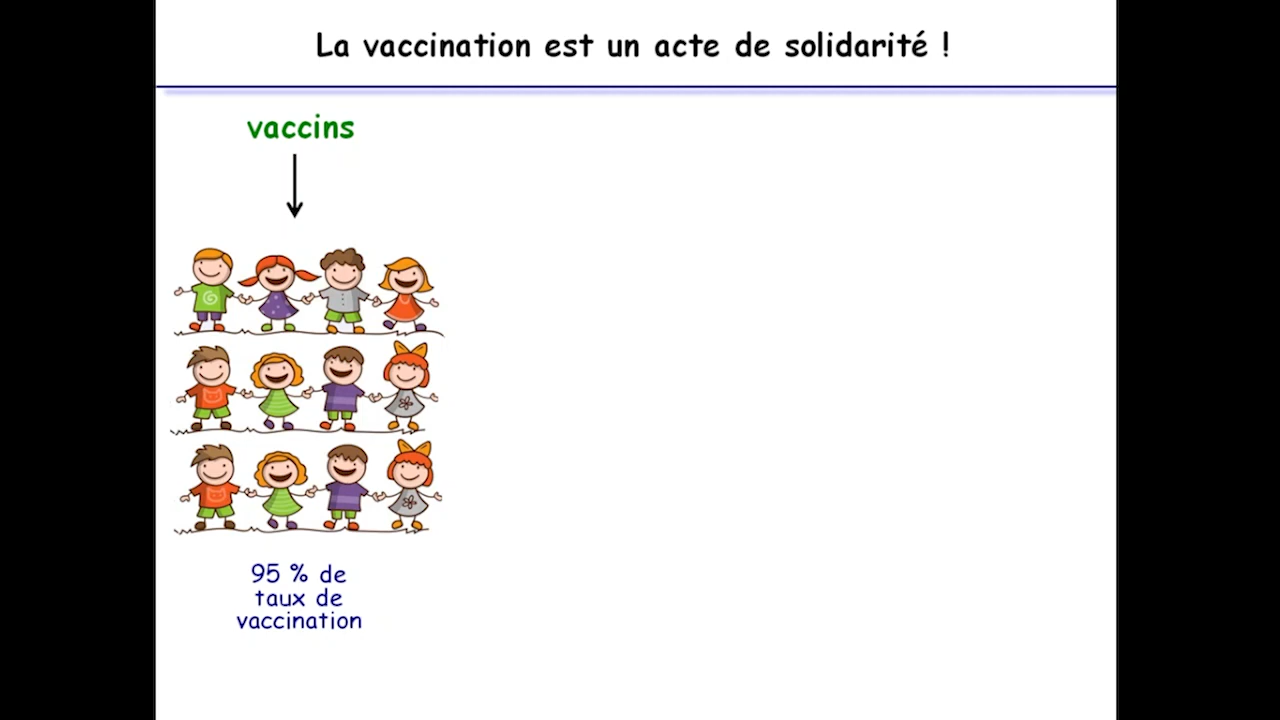 La vaccination est un acte de solidarité !
vaccins
95 % de
taux de
vaccination